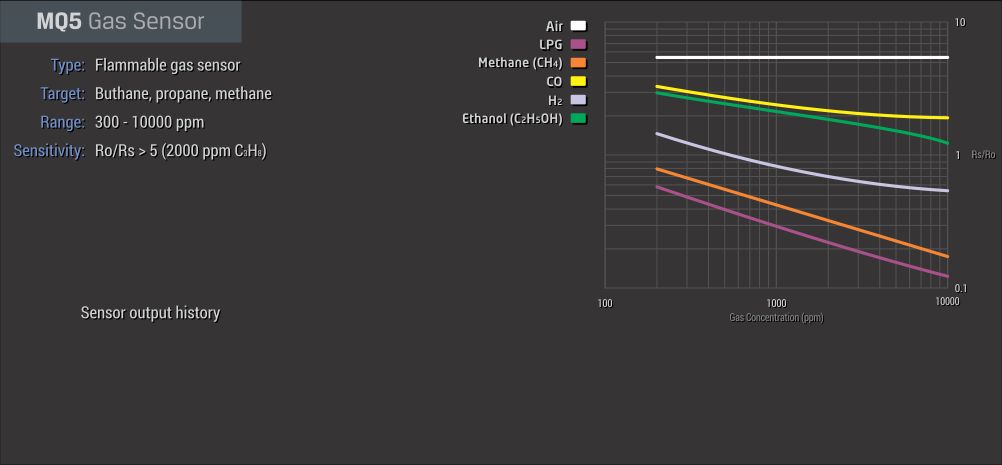 MQ5 Gas Sensor
Type: Flammable gas sensor
Target: Buthane, propane, methane
Range: 300 - 10000 ppm
Sensitivity: Ro/Rs > 5 (2000 ppm C₃H₈)
Sensor output history
Air
LPG
Methane (CH₄)
CO
H₂
Ethanol (C₂H₅OH)
10
1 Rs/Ro
0.1
100 1000 10000
Gas Concentration (ppm)